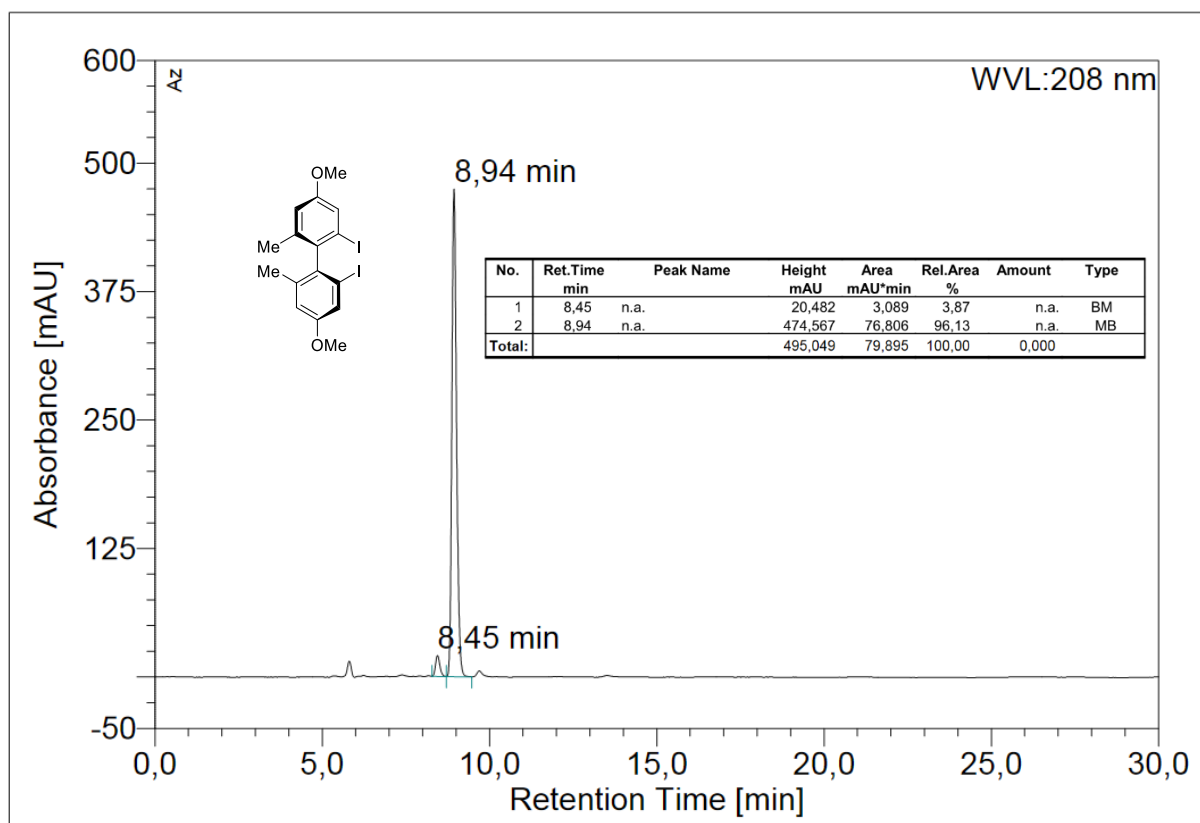 600
Az
WVL:208 nm
500
8,94 min
OMe
Me
I
Me
I
OMe
375
No. Ret.Time Peak Name Height Area Rel.Area Amount Type
min mAU mAU*min %
1 8,45 n.a. 20,482 3,089 3,87 n.a. BM
2 8,94 n.a. 474,567 76,806 96,13 n.a. MB
Total: 495,049 79,895 100,00 0,000
250
Absorbance [mAU]
125
8,45 min
-50
0,0 5,0 10,0 15,0 20,0 25,0 30,0
Retention Time [min]